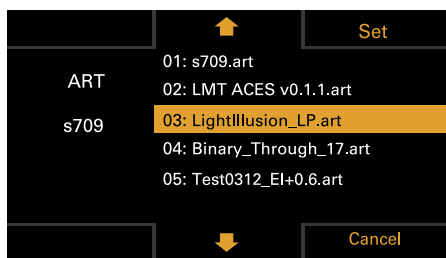 Set
ART
s709
01: s709.art
02: LMT ACES v0.1.1.art
03: LightIllusion_LP.art
04: Binary_Through_17.art
05: Test0312_EI+0.6.art
Cancel